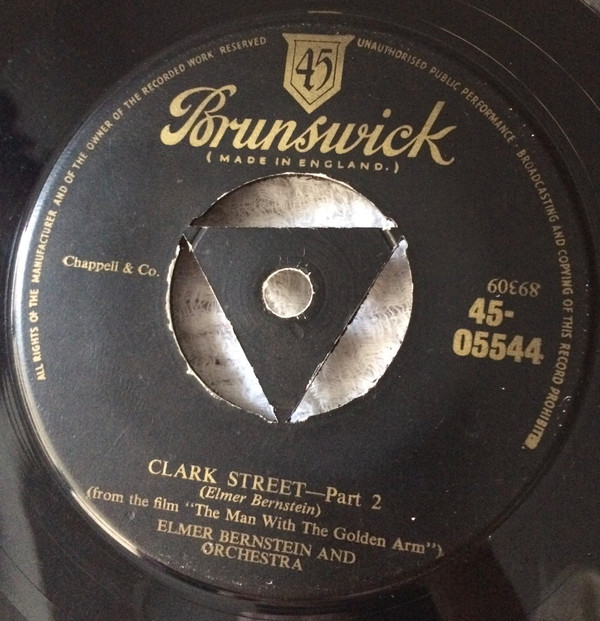 ALL RIGHTS OF THE MANUFACTURER AND OF THE OWNER OF THE RECORDED WORK RESERVED
UNAUTHORISED PUBLIC PERFORMANCE · BROADCASTING AND COPYING OF THIS RECORD PROHIBITED.
45
Brunswick
(MADE IN ENGLAND.)
Chappell & Co.
89309
45-
05544
CLARK STREET—Part 2
(Elmer Bernstein)
(from the film "The Man With The Golden Arm")
ELMER BERNSTEIN AND
ORCHESTRA